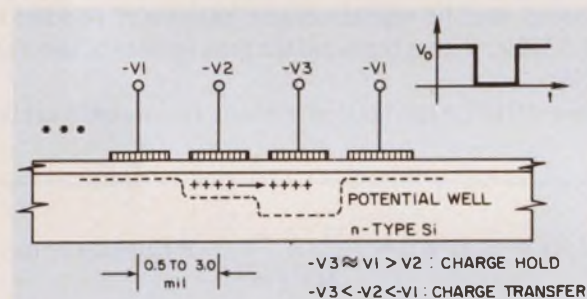 -V1 -V2 -V3 -V1
V₀
t
++++ → ++++
POTENTIAL WELL
n-TYPE Si
0.5 TO 3.0
mil
-V3 ≈ V1 > V2 : CHARGE HOLD
-V3 < -V2 < -V1 : CHARGE TRANSFER